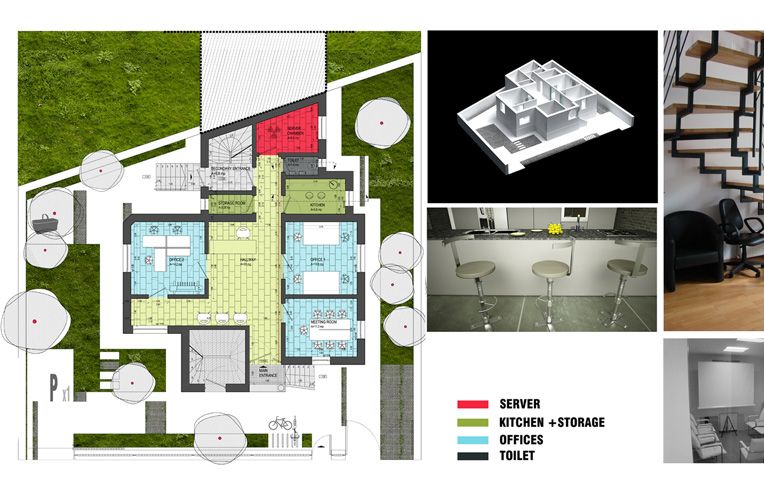 SERVER
CHAMBER
TOILET
SECONDARY ENTRANCE
STORAGE ROOM
KITCHEN
OFFICE 2
HALLWAY
OFFICE 1
MEETING ROOM
MAIN
ENTRANCE
P x1
SERVER
KITCHEN +STORAGE
OFFICES
TOILET